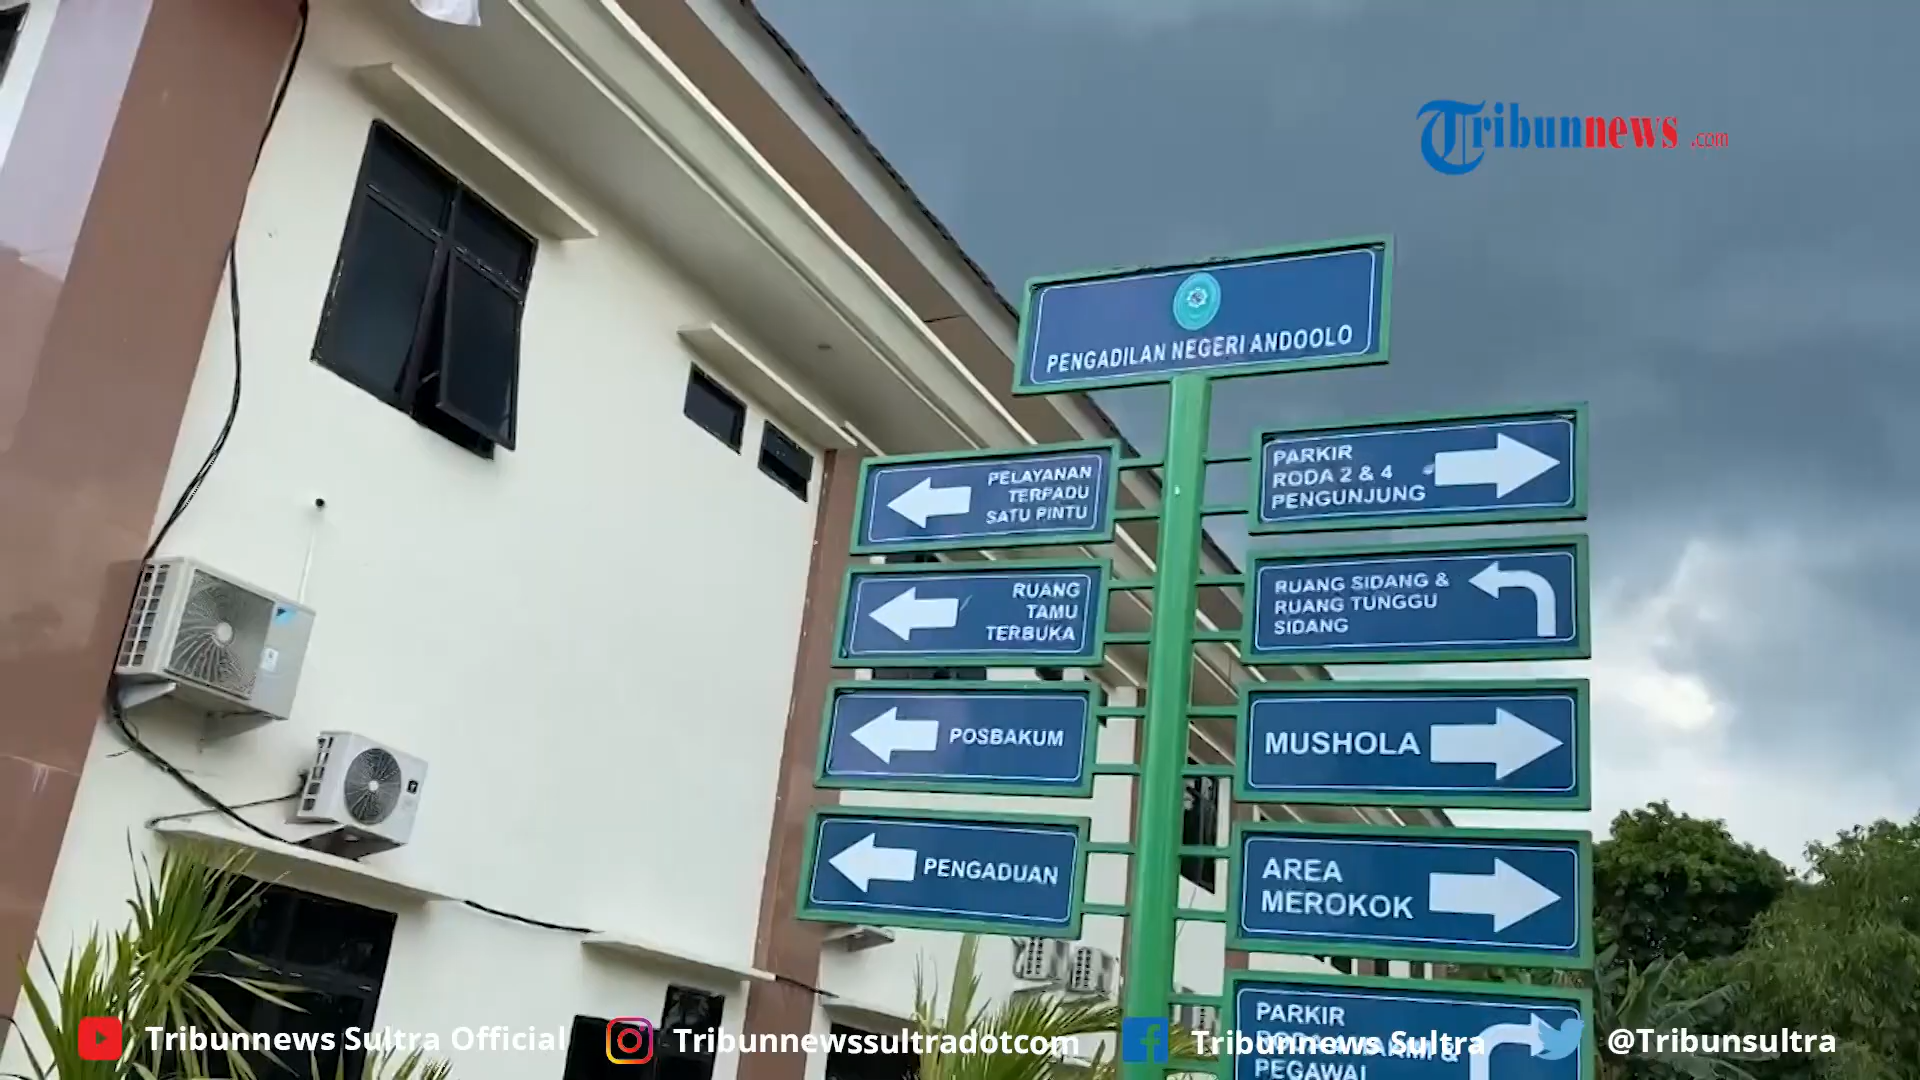 Tribunnews.com
PENGADILAN NEGERI ANDOOLO
PELAYANAN
TERPADU
SATU PINTU
RUANG
TAMU
TERBUKA
POSBAKUM
PENGADUAN
PARKIR
RODA 2 & 4
PENGUNJUNG
RUANG SIDANG &
RUANG TUNGGU
SIDANG
MUSHOLA
AREA
MEROKOK
PARKIR
PEGAWAI
Tribunnews Sultra Official
Tribunnewssultradotcom
Tribunnews Sultra
@Tribunsultra